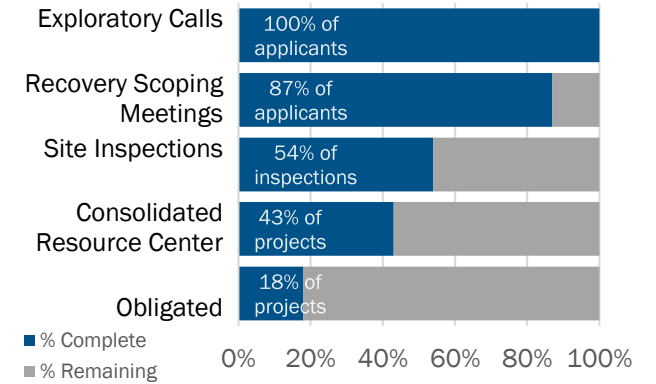 Exploratory Calls
100% of
applicants
Recovery Scoping
Meetings
87% of
applicants
Site Inspections
54% of
inspections
Consolidated
Resource Center
43% of
projects
Obligated
18% of
projects
% Complete
% Remaining
0% 20% 40% 60% 80% 100%